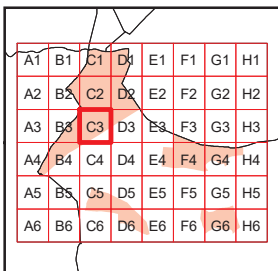 A1 B1 C1 D1 E1 F1 G1 H1
A2 B2 C2 D2 E2 F2 G2 H2
A3 B3 C3 D3 E3 F3 G3 H3
A4 B4 C4 D4 E4 F4 G4 H4
A5 B5 C5 D5 E5 F5 G5 H5
A6 B6 C6 D6 E6 F6 G6 H6